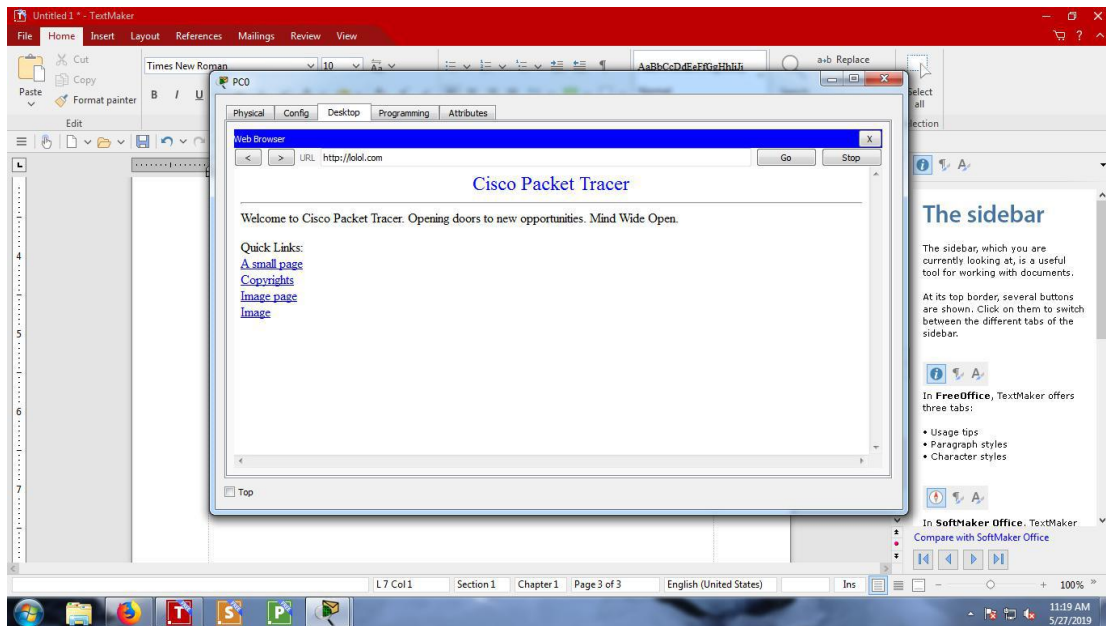 Untitled 1 * - TextMaker
File Home Insert Layout References Mailings Review View
Cut
Copy
Paste
Format painter
Edit
Times New Roman
10
B I U
AaBbCcDdEeFfGgHhIiJj
a+b Replace
Select
all
PC0
Physical Config Desktop Programming Attributes
Web Browser
X
< > URL http://lolol.com Go Stop
Cisco Packet Tracer
Welcome to Cisco Packet Tracer. Opening doors to new opportunities. Mind Wide Open.
Quick Links:
A small page
Copyrights
Image page
Image
Top
4
5
6
7
The sidebar
The sidebar, which you are
currently looking at, is a useful
tool for working with documents.
At its top border, several buttons
are shown. Click on them to switch
between the different tabs of the
sidebar.
In FreeOffice, TextMaker offers
three tabs:
• Usage tips
• Paragraph styles
• Character styles
In SoftMaker Office, TextMaker
Compare with SoftMaker Office
L 7 Col 1 Section 1 Chapter 1 Page 3 of 3 English (United States) Ins 100%
11:19 AM
5/27/2019